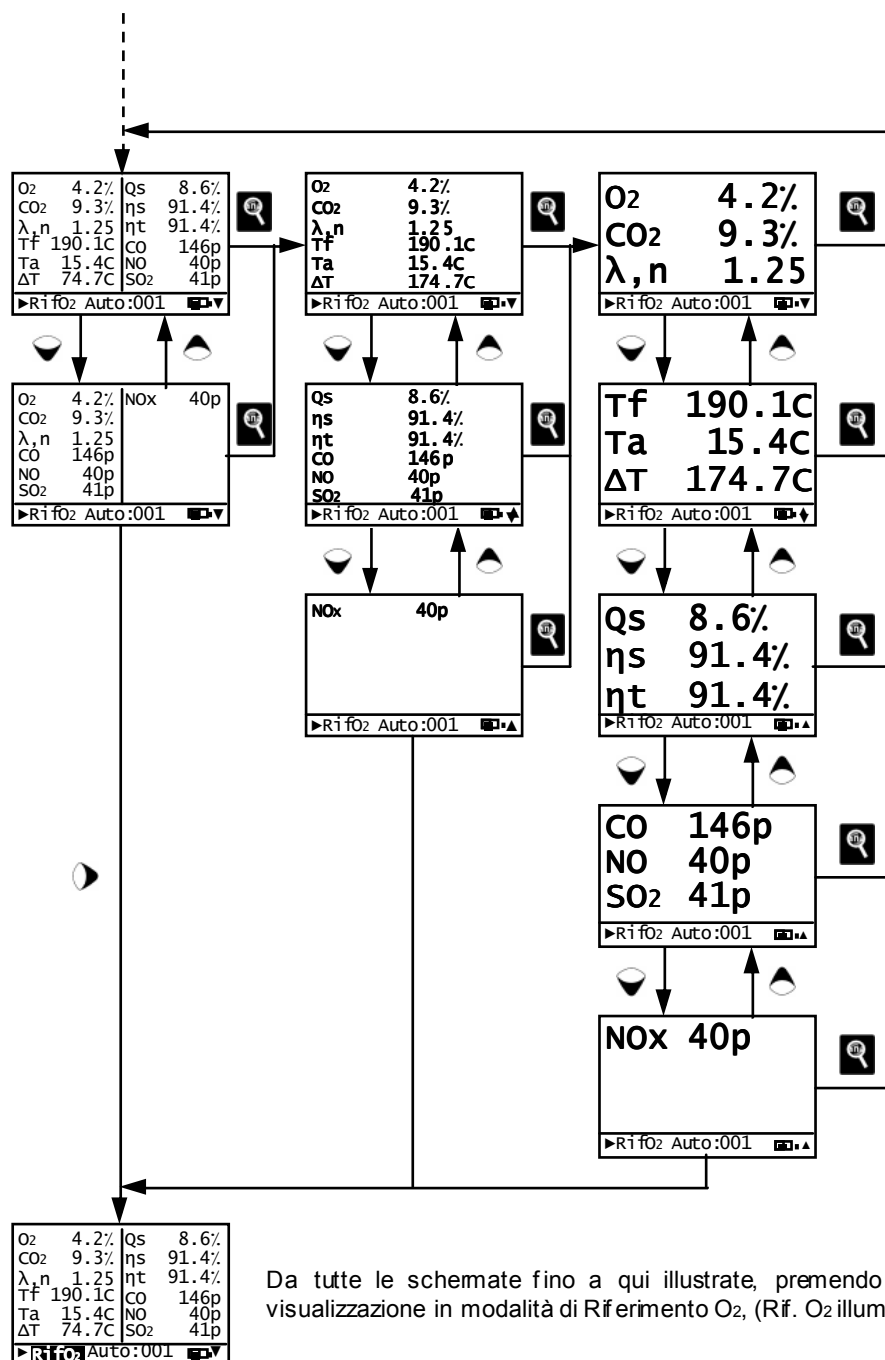 O2 4.2% Qs 8.6%
CO2 9.3% ηs 91.4%
λ,n 1.25 ηt 91.4%
Tf 190.1C CO 146p
Ta 15.4C NO 40p
ΔT 74.7C SO2 41p
►RifO2 Auto:001
O2 4.2%
CO2 9.3%
λ,n 1.25
Tf 190.1C
Ta 15.4C
ΔT 174.7C
►RifO2 Auto:001
O2 4.2%
CO2 9.3%
λ,n 1.25
►RifO2 Auto:001
O2 4.2% NOx 40p
CO2 9.3%
λ,n 1.25
CO 146p
NO 40p
SO2 41p
►RifO2 Auto:001
Qs 8.6%
ηs 91.4%
ηt 91.4%
CO 146p
NO 40p
SO2 41p
►RifO2 Auto:001
Tf 190.1C
Ta 15.4C
ΔT 174.7C
►RifO2 Auto:001
NOx 40p
►RifO2 Auto:001
Qs 8.6%
ηs 91.4%
ηt 91.4%
►RifO2 Auto:001
CO 146p
NO 40p
SO2 41p
►RifO2 Auto:001
NOx 40p
►RifO2 Auto:001
O2 4.2% Qs 8.6%
CO2 9.3% ηs 91.4%
λ,n 1.25 ηt 91.4%
Tf 190.1C CO 146p
Ta 15.4C NO 40p
ΔT 74.7C SO2 41p
►RifO2 Auto:001
Da tutte le schermate fino a qui illustrate, premendo
visualizzazione in modalità di Riferimento O2, (Rif. O2 illum